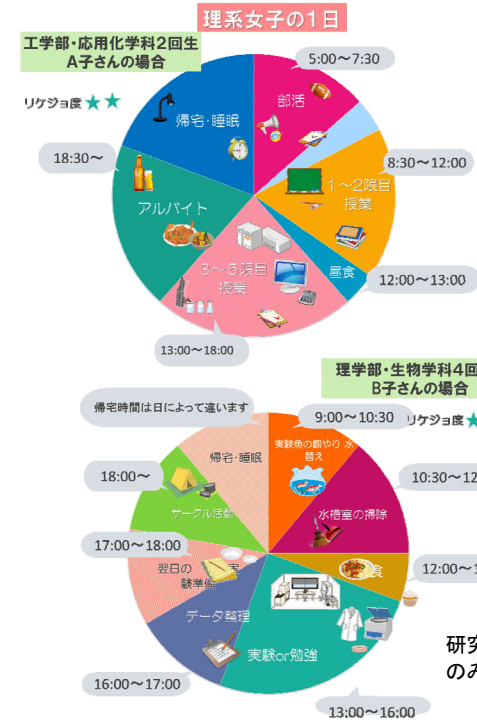 理系女子の1日
工学部・応用化学科2回生
A子さんの場合
リケジョ度★★
5:00～7:30
部活
帰宅・睡眠
18:30～
8:30～12:00
1～2限目
授業
アルバイト
昼食
12:00～13:00
3～5限目
授業
13:00～18:00
理学部・生物学科4回
B子さんの場合
リケジョ度★
帰宅時間は日によって違います
9:00～10:30
実験魚の餌やり 水
替え
帰宅・睡眠
18:00～
10:30～12
サークル活動
水槽室の掃除
17:00～18:00
翌日の 実
験準備
食
12:00～1
データ整理
実験or勉強
16:00～17:00
13:00～16:00
研究
のみ